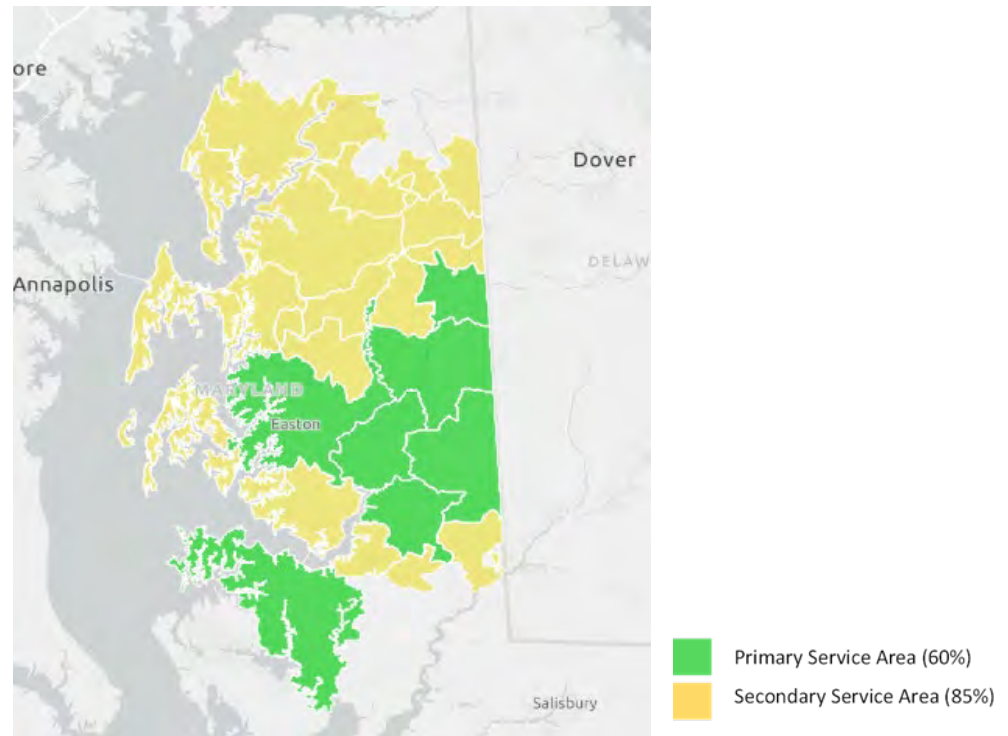 ore
Dover
DELAW
Annapolis
MARYLAND
Easton
Primary Service Area (60%)
Secondary Service Area (85%)
Salisbury